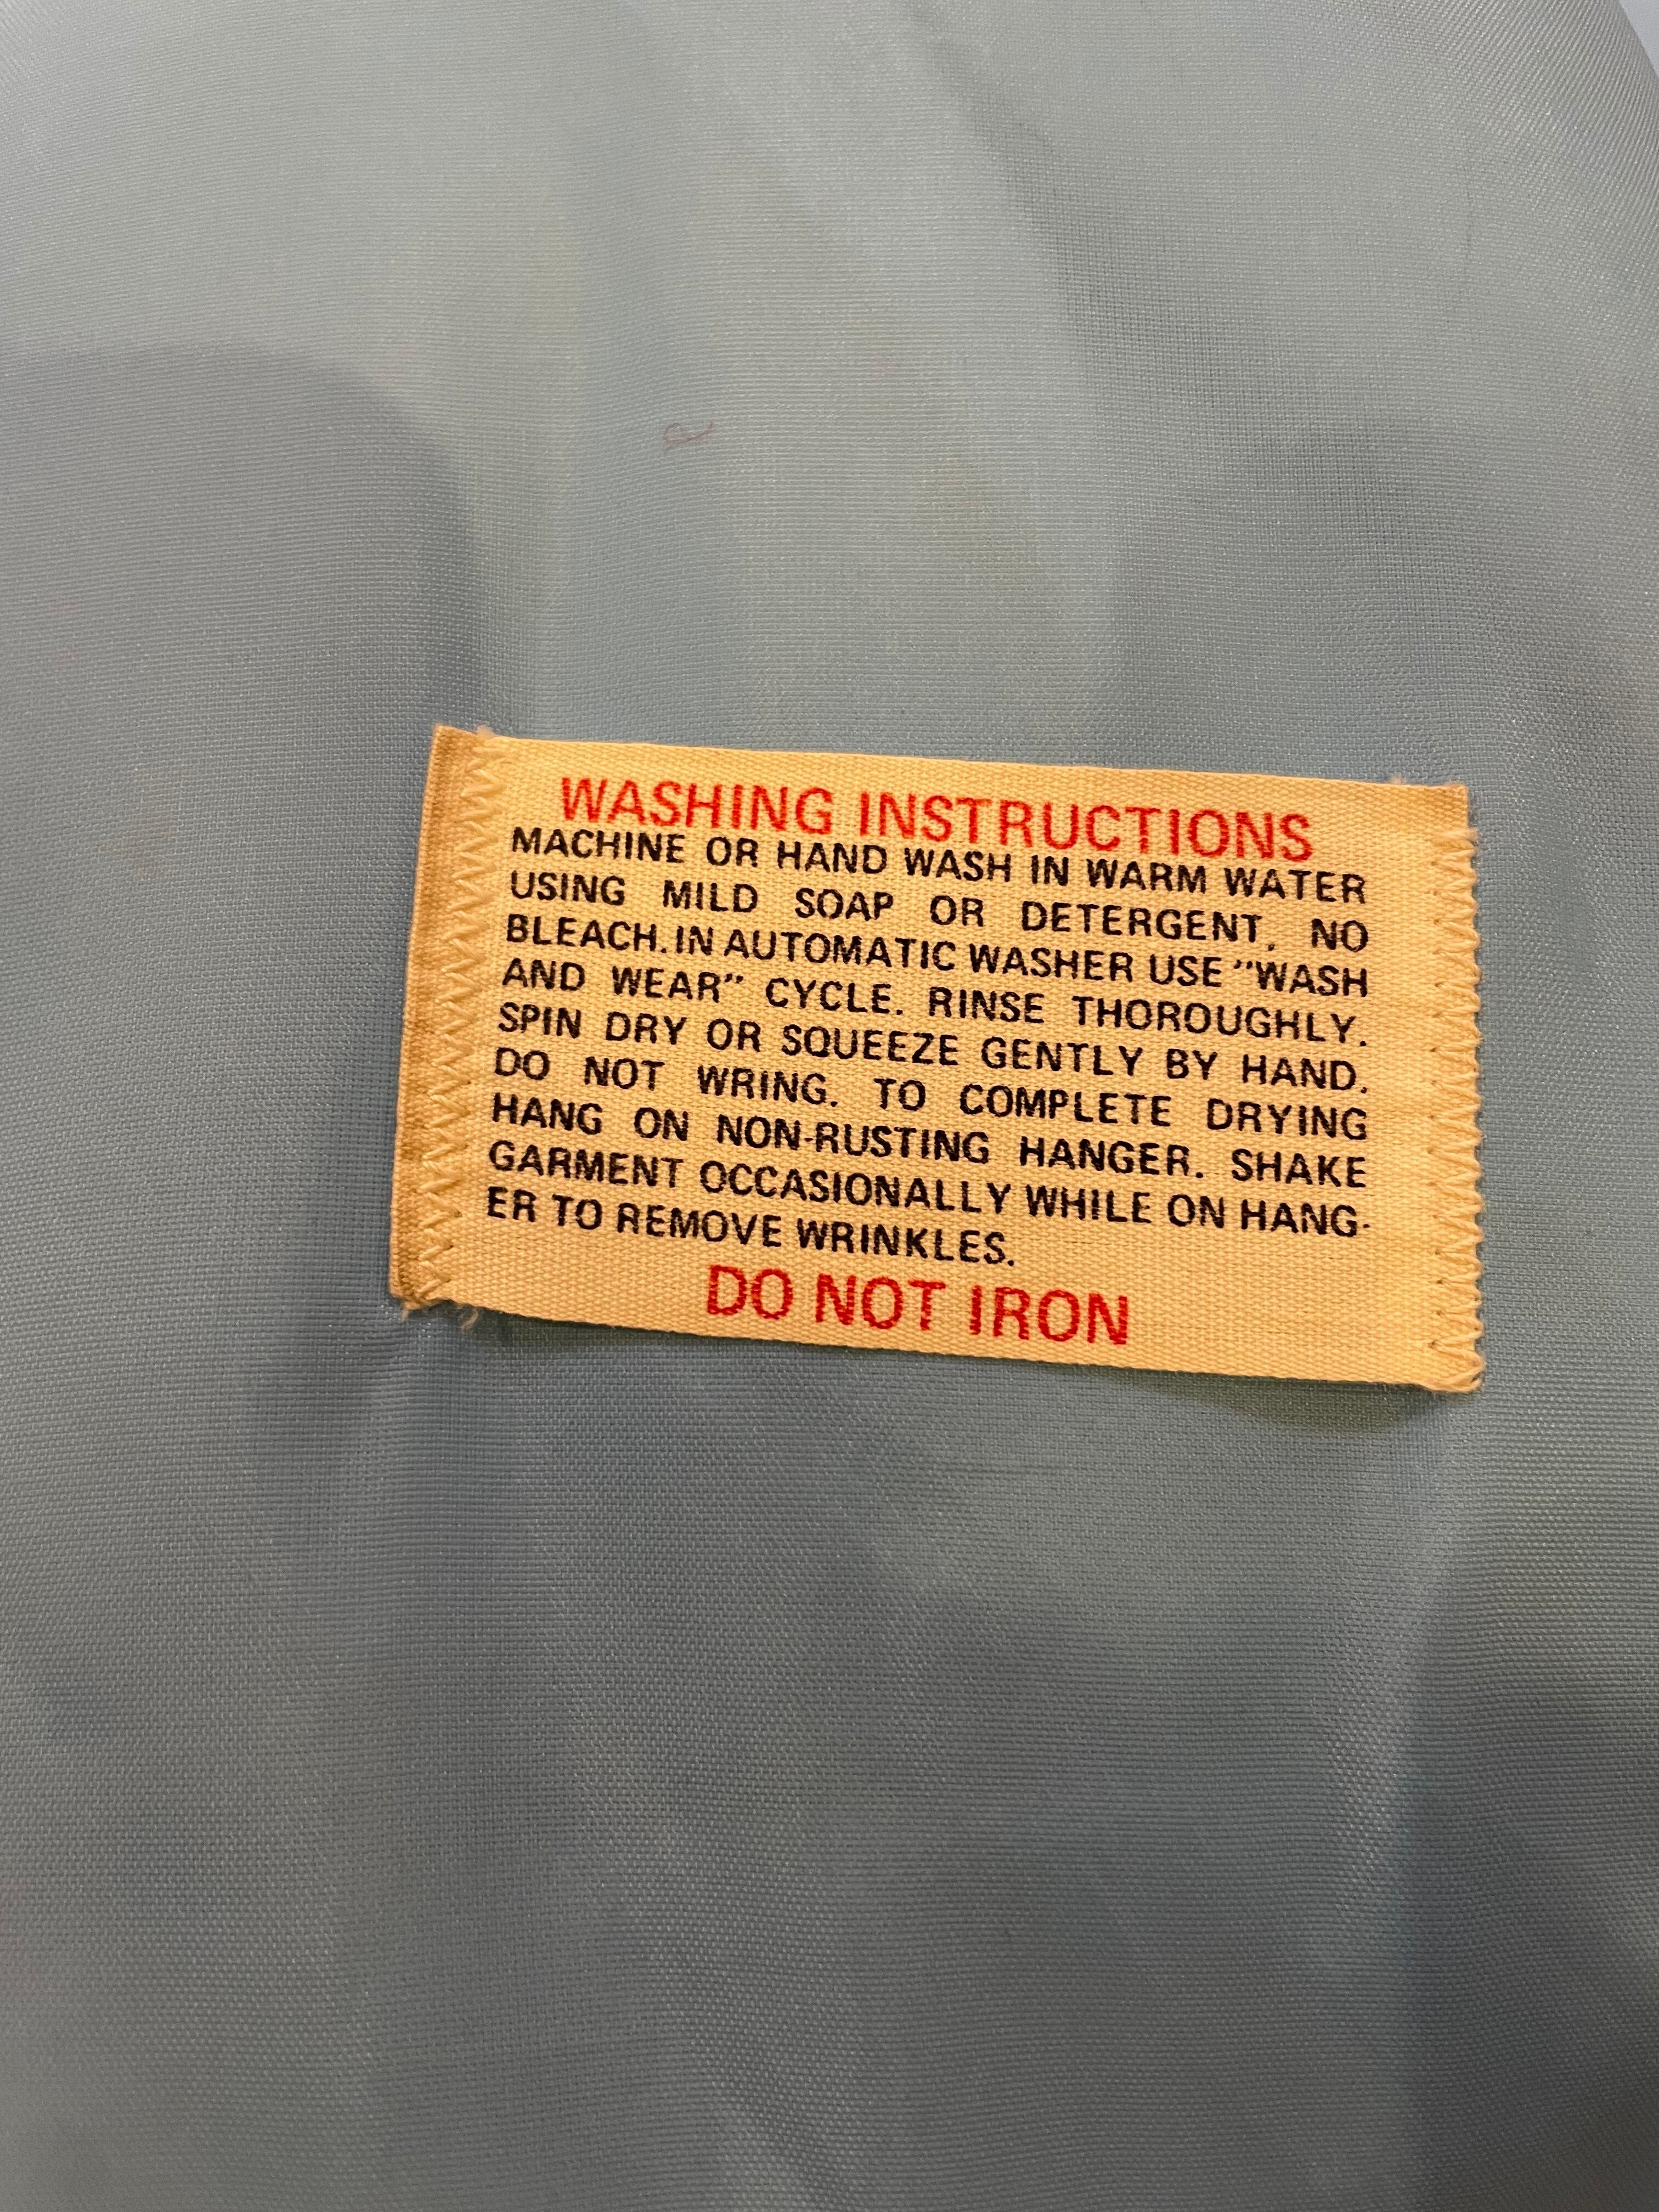 WASHING INSTRUCTIONS
MACHINE OR HAND WASH IN WARM WATER
USING MILD SOAP OR DETERGENT. NO
BLEACH. IN AUTOMATIC WASHER USE "WASH
AND WEAR" CYCLE. RINSE THOROUGHLY.
SPIN DRY OR SQUEEZE GENTLY BY HAND.
DO NOT WRING. TO COMPLETE DRYING
HANG ON NON-RUSTING HANGER. SHAKE
GARMENT OCCASIONALLY WHILE ON HANG-
ER TO REMOVE WRINKLES.
DO NOT IRON